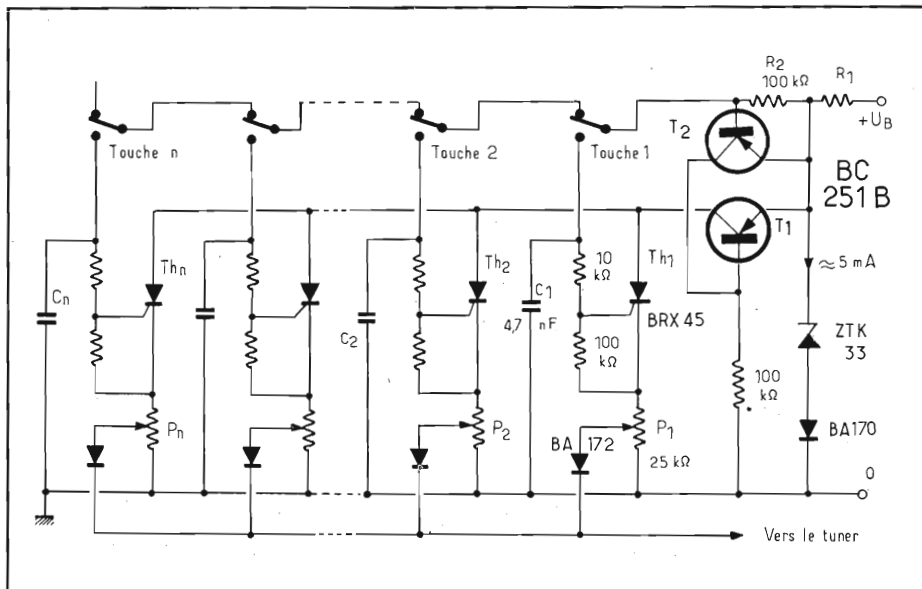 R2
100 kΩ
R1
+UB
T2
Touche n
Touche 2
Touche 1
BC
251 B
T1
Thn
Th2
Th1
≈ 5 mA
Cn
C2
C1
4,7 nF
10
kΩ
BRX 45
100
kΩ
ZTK
33
100
kΩ
Pn
P2
BA 172
P1
25 kΩ
BA170
0
Vers le tuner